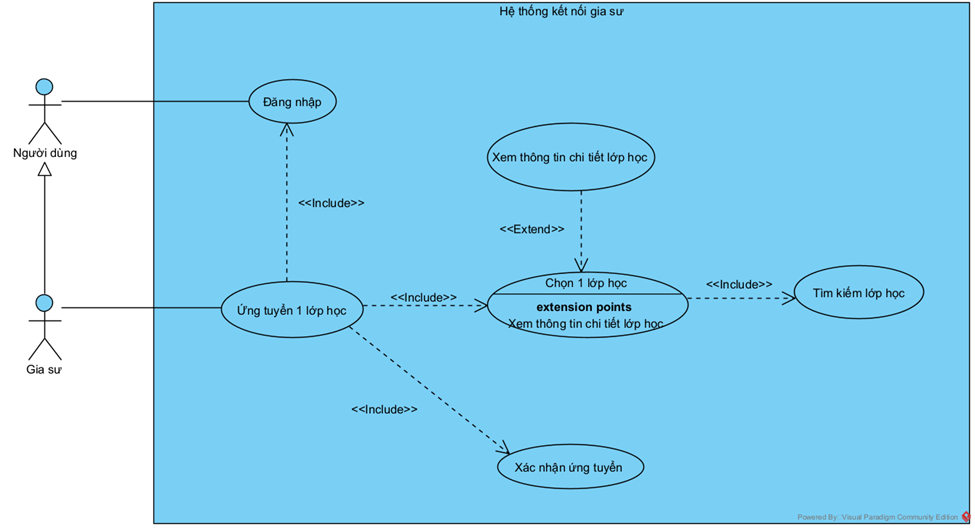 Hệ thống kết nối gia sư
Đăng nhập
Người dùng
Xem thông tin chi tiết lớp học
<<Include>>
<<Extend>>
Chọn 1 lớp học
<<Include>>
Tìm kiếm lớp học
<<Include>>
extension points
Ứng tuyển 1 lớp học
Xem thông tin chi tiết lớp học
Gia sư
<<Include>>
Xác nhận ứng tuyển
Powered By: Visual Paradigm Community Edition